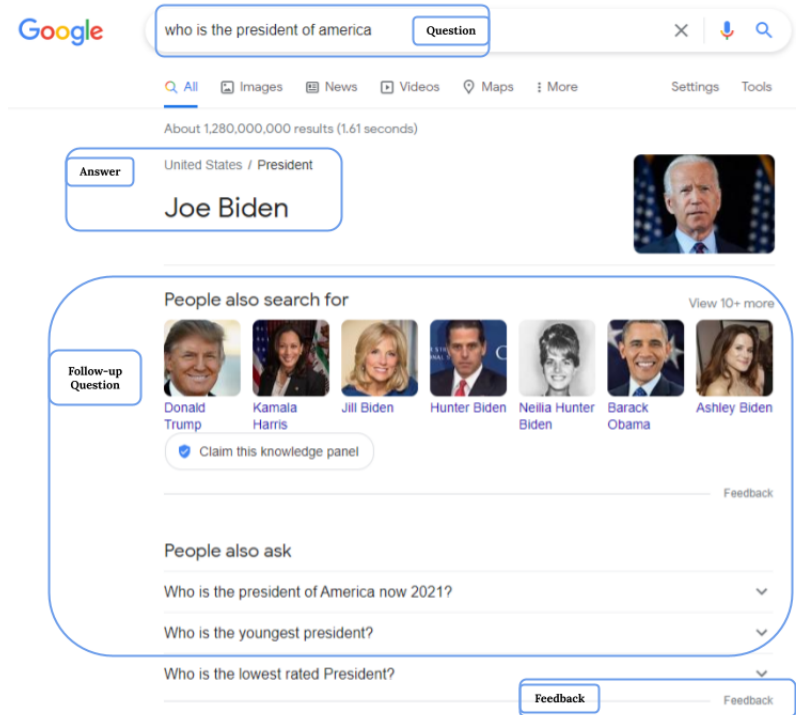 Google
who is the president of america
Question
All Images News Videos Maps More Settings Tools
About 1,280,000,000 results (1.61 seconds)
Answer
United States / President
Joe Biden
People also search for
View 10+ more
Follow-up
Question
Donald
Trump
Kamala
Harris
Jill Biden
Hunter Biden
Neilia Hunter
Biden
Barack
Obama
Ashley Biden
Claim this knowledge panel
Feedback
People also ask
Who is the president of America now 2021?
Who is the youngest president?
Who is the lowest rated President?
Feedback
Feedback